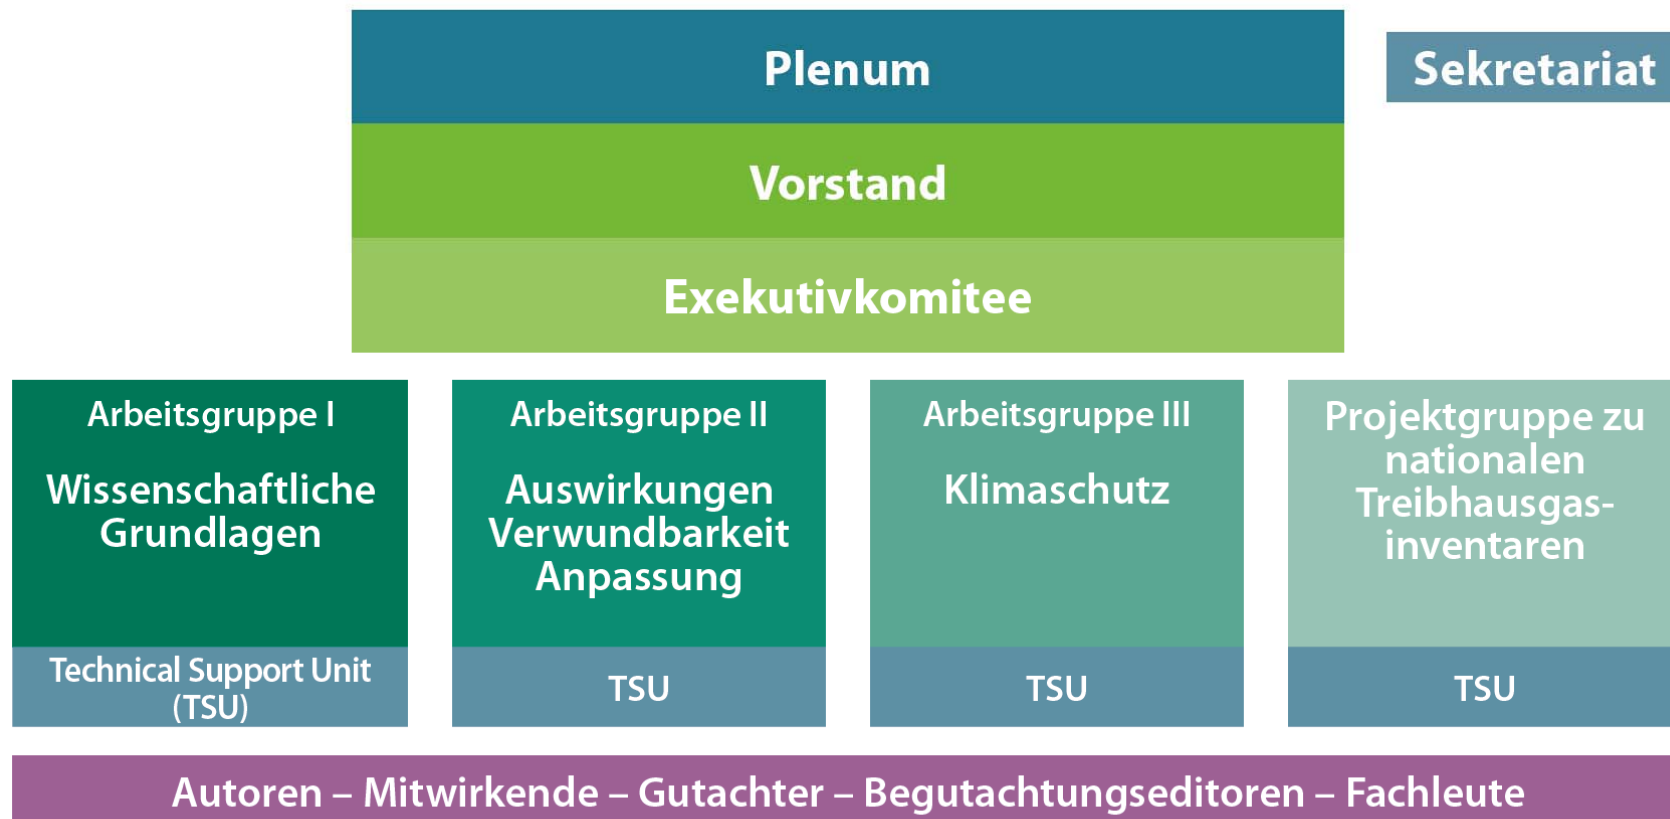 Plenum
Sekretariat
Vorstand
Exekutivkomitee
Arbeitsgruppe I
Wissenschaftliche
Grundlagen
Technical Support Unit
(TSU)
Arbeitsgruppe II
Auswirkungen
Verwundbarkeit
Anpassung
TSU
Arbeitsgruppe III
Klimaschutz
TSU
Projektgruppe zu
nationalen
Treibhausgas-
inventaren
TSU
Autoren – Mitwirkende – Gutachter – Begutachtungseditoren – Fachleute